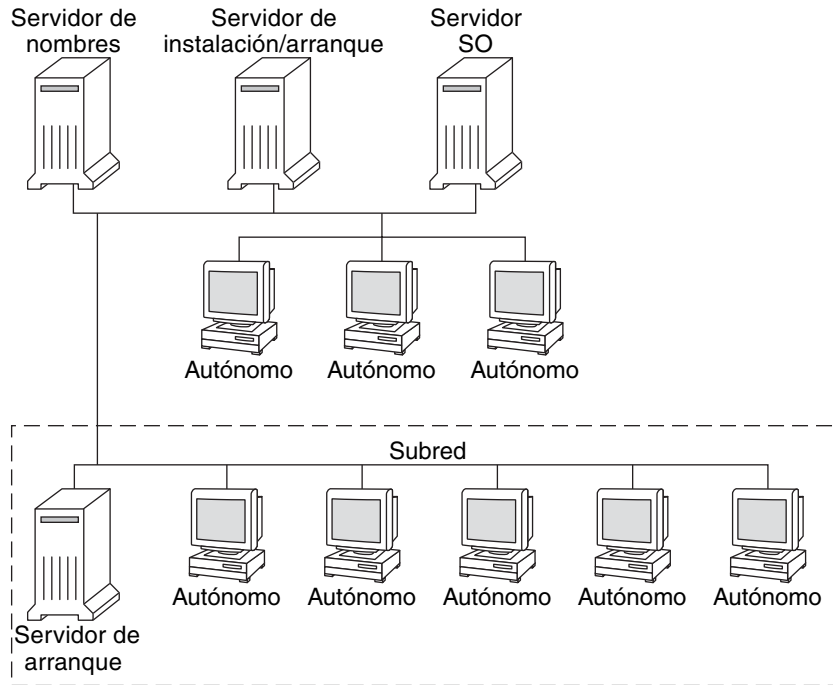 Servidor de
nombres
Servidor de
instalación/arranque
Servidor
SO
Autónomo
Autónomo
Autónomo
Subred
Autónomo
Autónomo
Autónomo
Autónomo
Autónomo
Servidor de
arranque